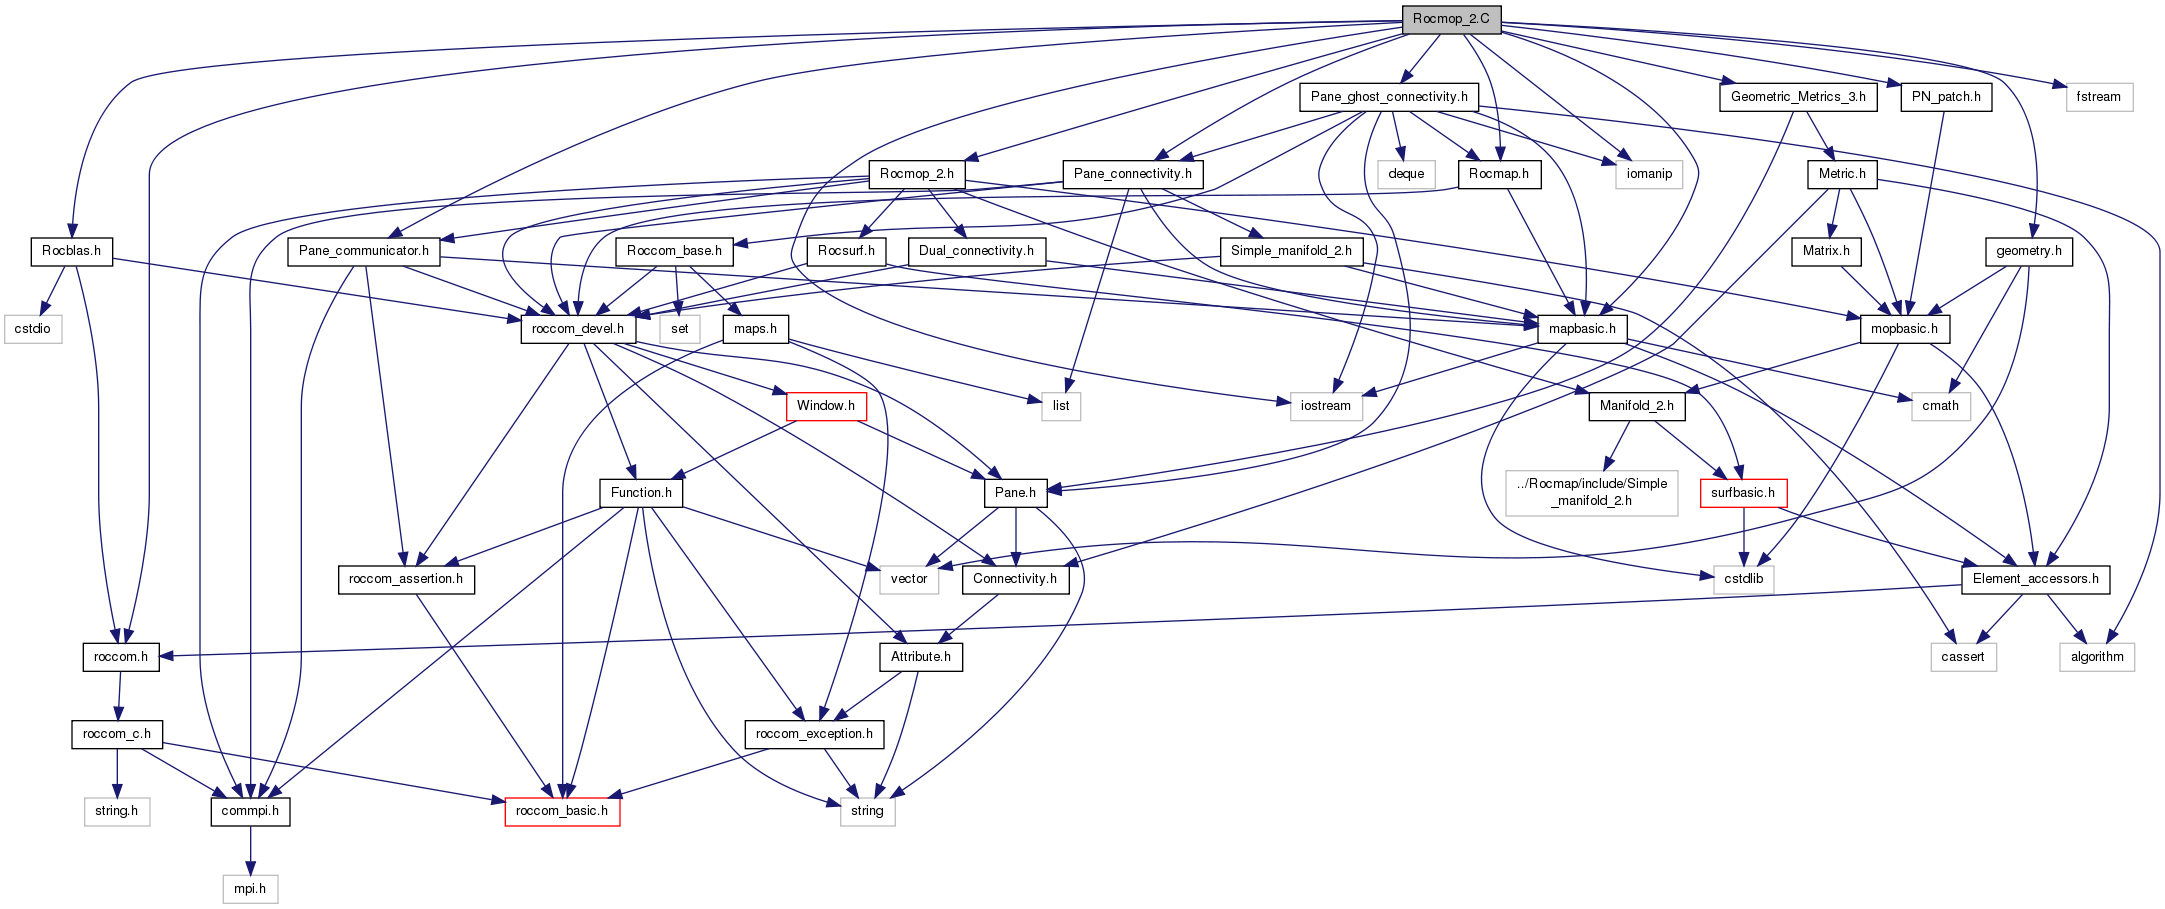 Rocmop_2.C
Pane_ghost_connectivity.h
Geometric_Metrics_3.h
PN_patch.h
fstream
Rocmop_2.h
Pane_connectivity.h
deque
Rocmap.h
iomanip
Metric.h
Rocblas.h
Pane_communicator.h
Roccom_base.h
Rocsurf.h
Dual_connectivity.h
Simple_manifold_2.h
Matrix.h
geometry.h
cstdio
roccom_devel.h
set
maps.h
mapbasic.h
mopbasic.h
Window.h
list
iostream
Manifold_2.h
cmath
Function.h
Pane.h
../Rocmap/include/Simple
_manifold_2.h
surfbasic.h
roccom_assertion.h
vector
Connectivity.h
cstdlib
Element_accessors.h
roccom.h
Attribute.h
cassert
algorithm
roccom_c.h
roccom_exception.h
string.h
commpi.h
roccom_basic.h
string
mpi.h